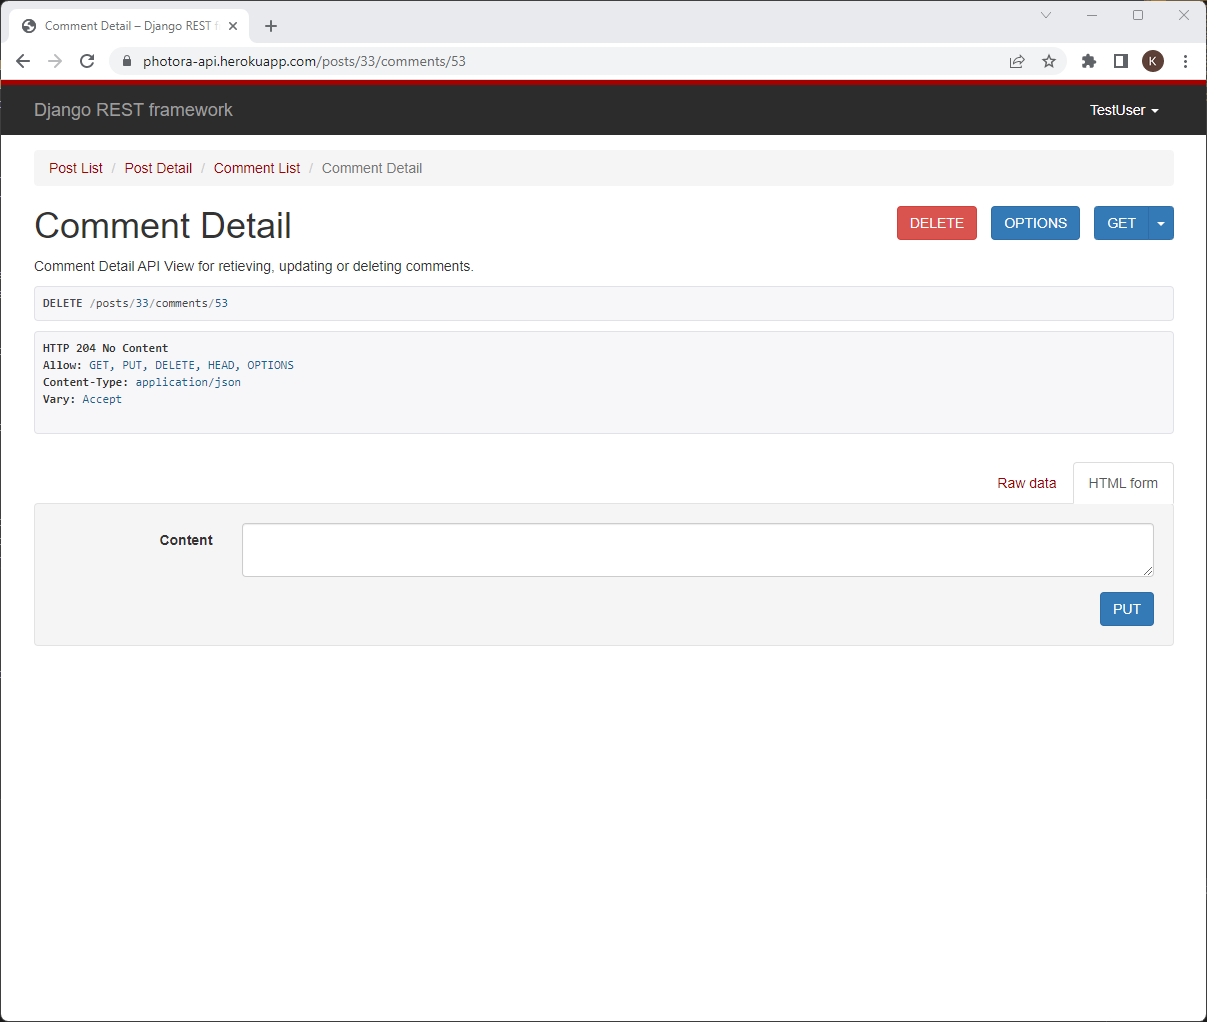 Comment Detail – Django REST f
photora-api.herokuapp.com/posts/33/comments/53
K
Django REST framework
TestUser
Post List / Post Detail / Comment List / Comment Detail
Comment Detail
DELETE
OPTIONS
GET
Comment Detail API View for retieving, updating or deleting comments.
DELETE /posts/33/comments/53
HTTP 204 No Content
Allow: GET, PUT, DELETE, HEAD, OPTIONS
Content-Type: application/json
Vary: Accept
Raw data
HTML form
Content
PUT